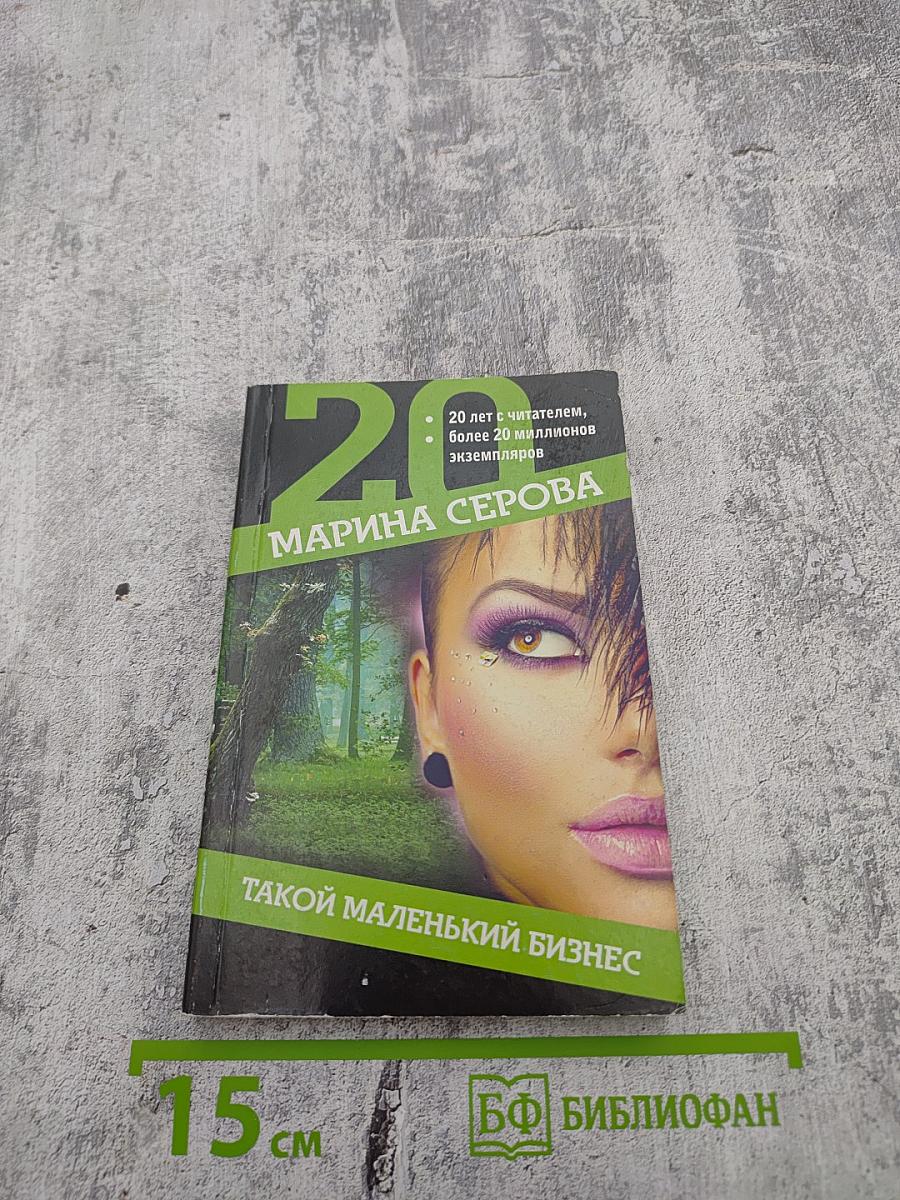 20
20 лет с читателем,
более 20 миллионов
экземпляров
МАРИНА СЕРОВА
ТАКОЙ МАЛЕНЬКИЙ БИЗНЕС
15 см
БФ БИБЛИОФАН